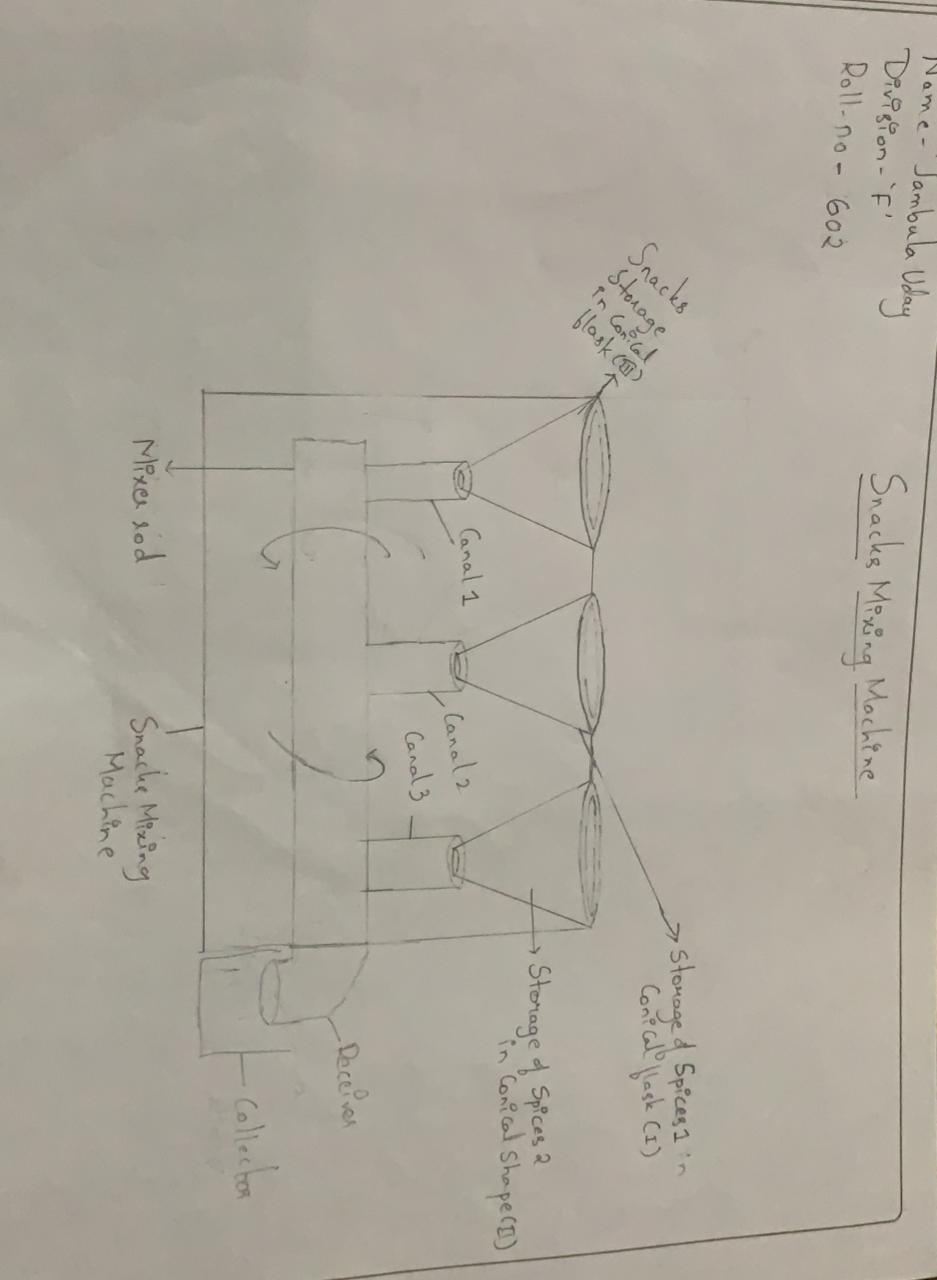 Name - Jambula Uday
Division - 'F'
Roll-no - 602
Snacks Mixing Machine
Snacks
Storage
in Conical
flask (III)
Storage of Spices 1 in
Conical flask (I)
Storage of Spices 2
in Conical Shape (II)
Canal 1
Canal 2
Canal 3
Receiver
Collector
Mixer rod
Snacks Mixing
Machine